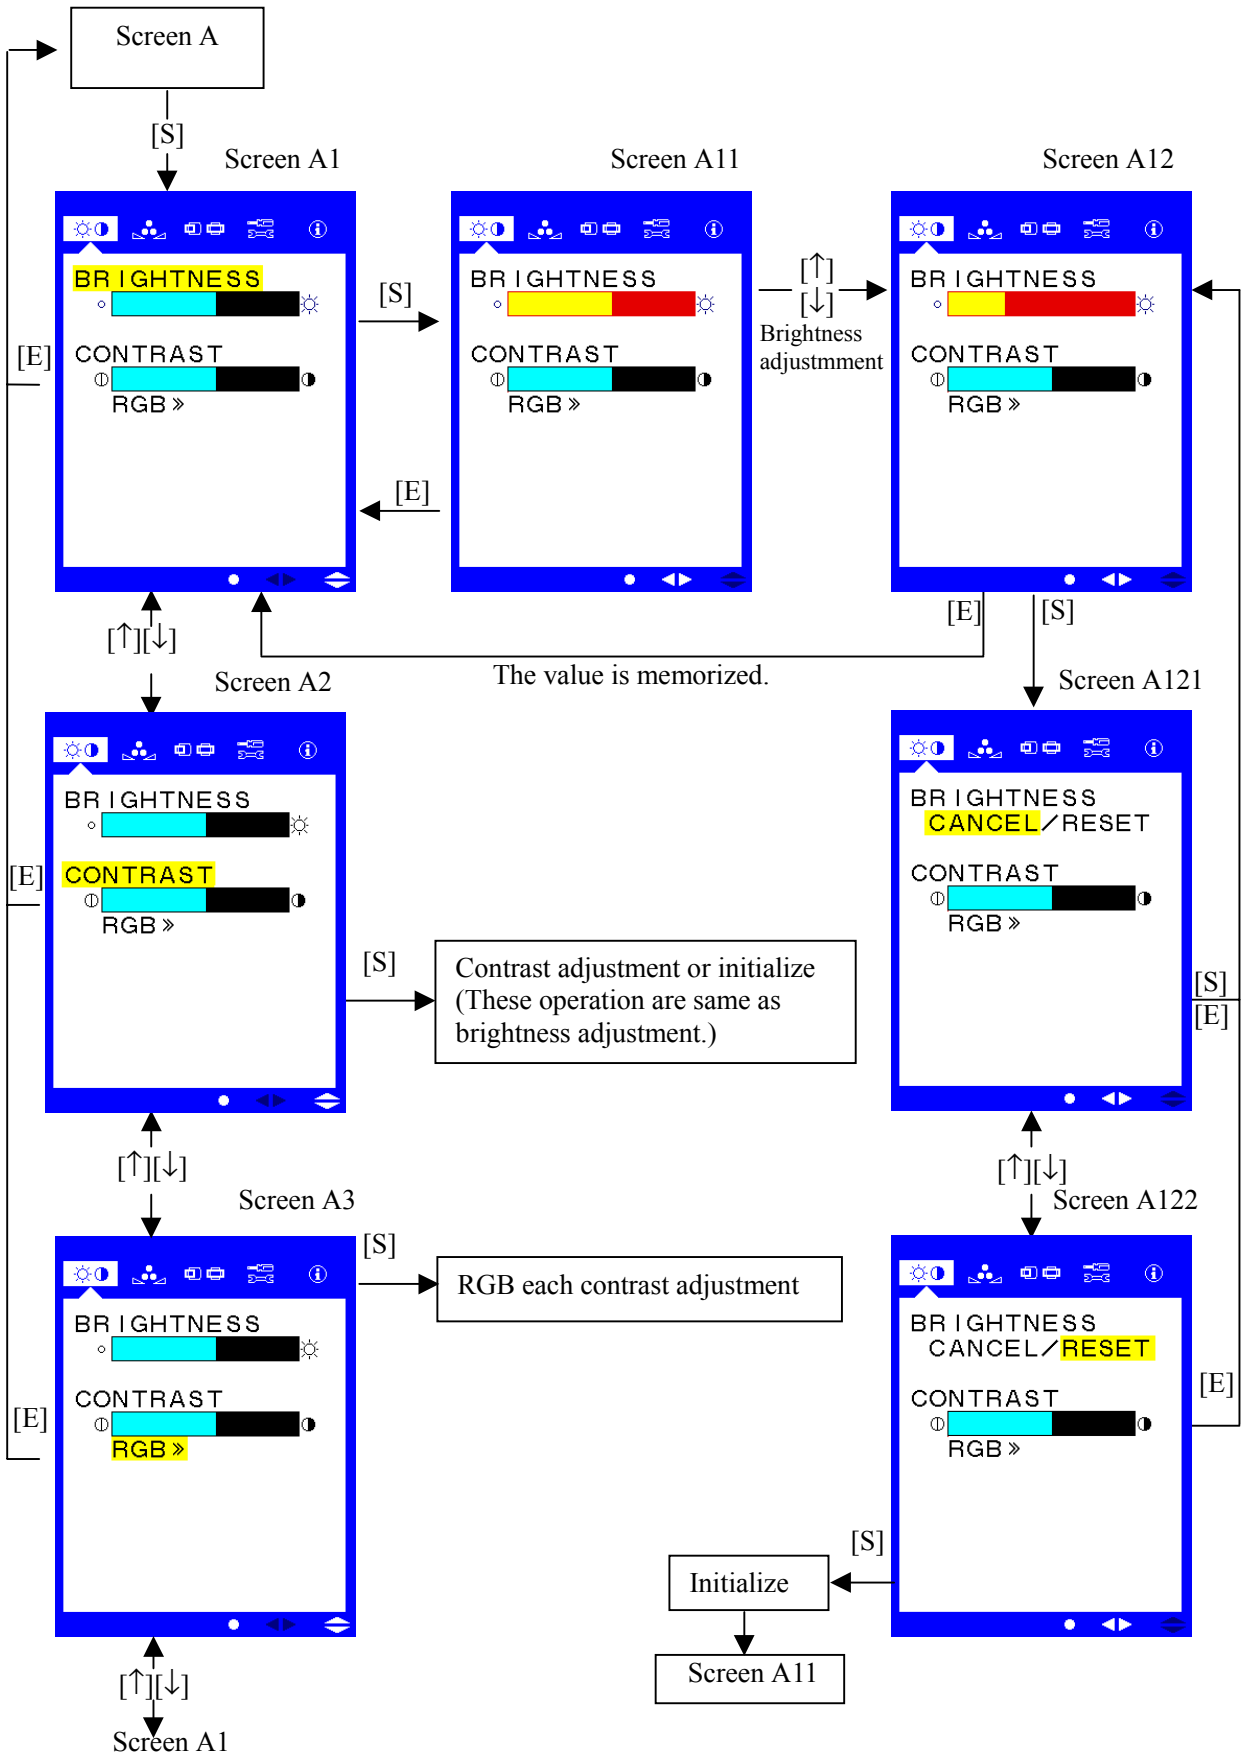 Screen A
[S]
Screen A1
Screen A11
Screen A12
BRIGHTNESS
CONTRAST
RGB »
[S]
[E]
[E]
BRIGHTNESS
CONTRAST
RGB »
[↑]
[↓]
Brightness
adjustmment
BRIGHTNESS
CONTRAST
RGB »
[E]
[S]
The value is memorized.
[↑][↓]
Screen A2
Screen A121
BRIGHTNESS
CONTRAST
RGB »
[E]
[S]
Contrast adjustment or initialize
(These operation are same as
brightness adjustment.)
BRIGHTNESS
CANCEL/RESET
CONTRAST
RGB »
[S]
[E]
[↑][↓]
[↑][↓]
Screen A3
Screen A122
BRIGHTNESS
CONTRAST
RGB »
[E]
[S]
RGB each contrast adjustment
BRIGHTNESS
CANCEL/RESET
CONTRAST
RGB »
[E]
[S]
Initialize
Screen A11
[↑][↓]
Screen A1